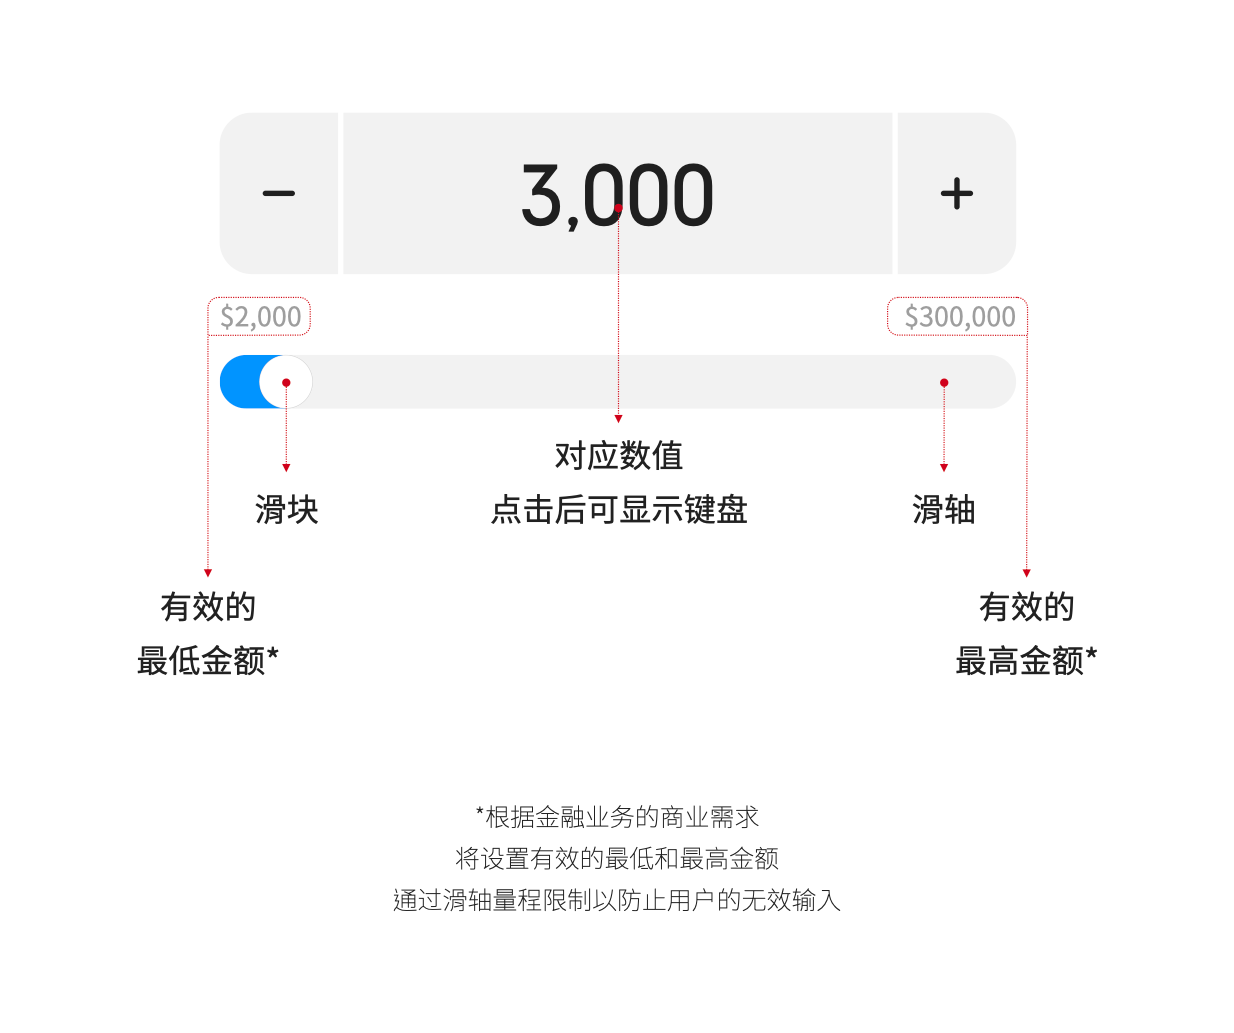 − 3,000 +
$2,000 $300,000
对应数值
点击后可显示键盘
滑块 滑轴
有效的
最低金额*
有效的
最高金额*
*根据金融业务的商业需求
将设置有效的最低和最高金额
通过滑轴量程限制以防止用户的无效输入